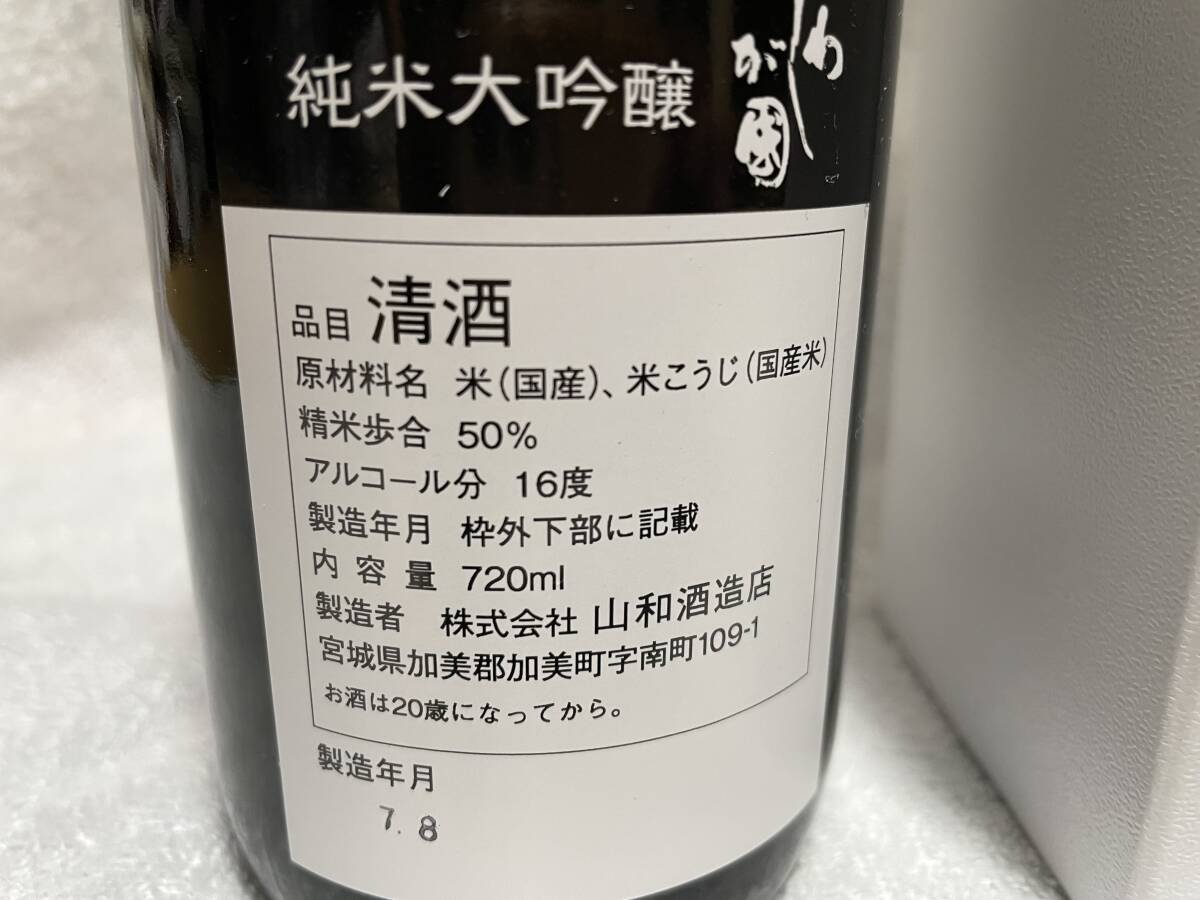 純米大吟醸
わし
が國
品目 清酒
原材料名 米(国産)、米こうじ(国産米)
精米歩合 50%
アルコール分 16度
製造年月 枠外下部に記載
内容量 720ml
製造者 株式会社 山和酒造店
宮城県加美郡加美町字南町109-1
お酒は20歳になってから。
製造年月
7. 8